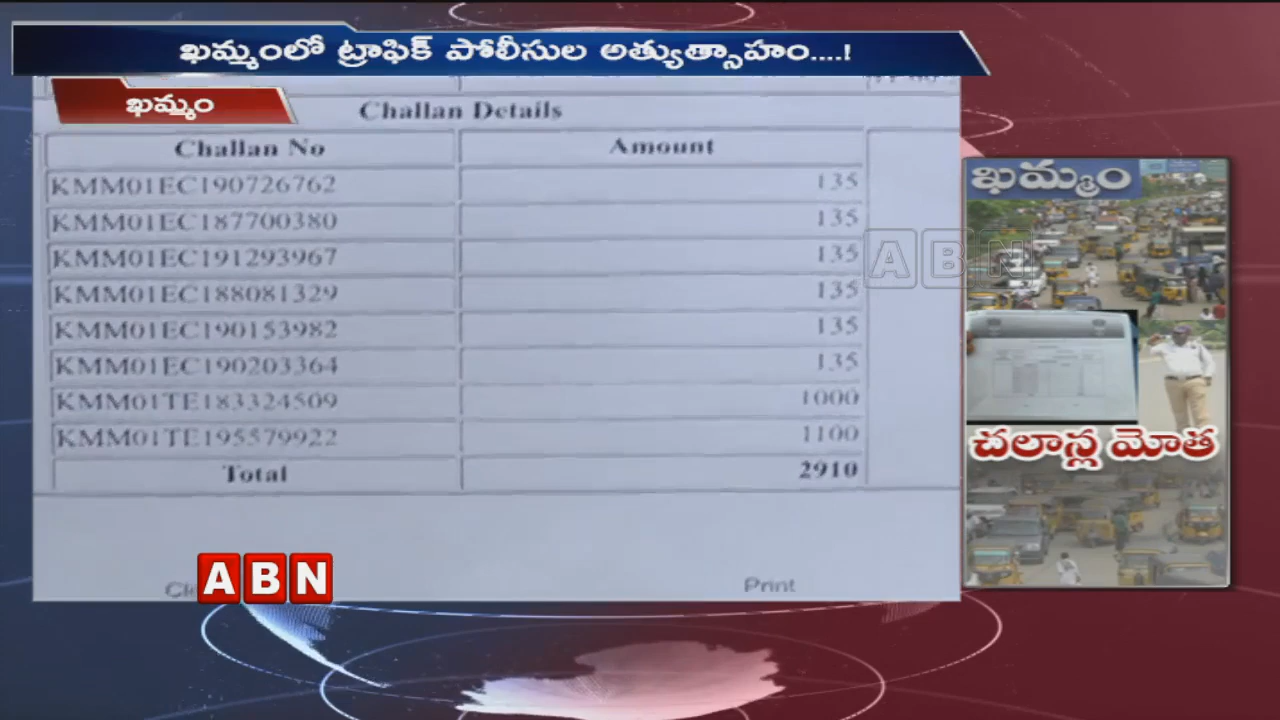 ఖమ్మంలో ట్రాఫిక్ పోలీసుల అత్యుత్సాహం....!
ఖమ్మం
Challan Details
Challan No Amount
KMM01EC190726762 135
KMM01EC187700380 135
KMM01EC191293967 135
KMM01EC188081329 135
KMM01EC190153982 135
KMM01EC190203364 135
KMM01TE183324509 1000
KMM01TE195579922 1100
Total 2910
Print
ABN
ABN
ఖమ్మం
చలాన్ల మోత